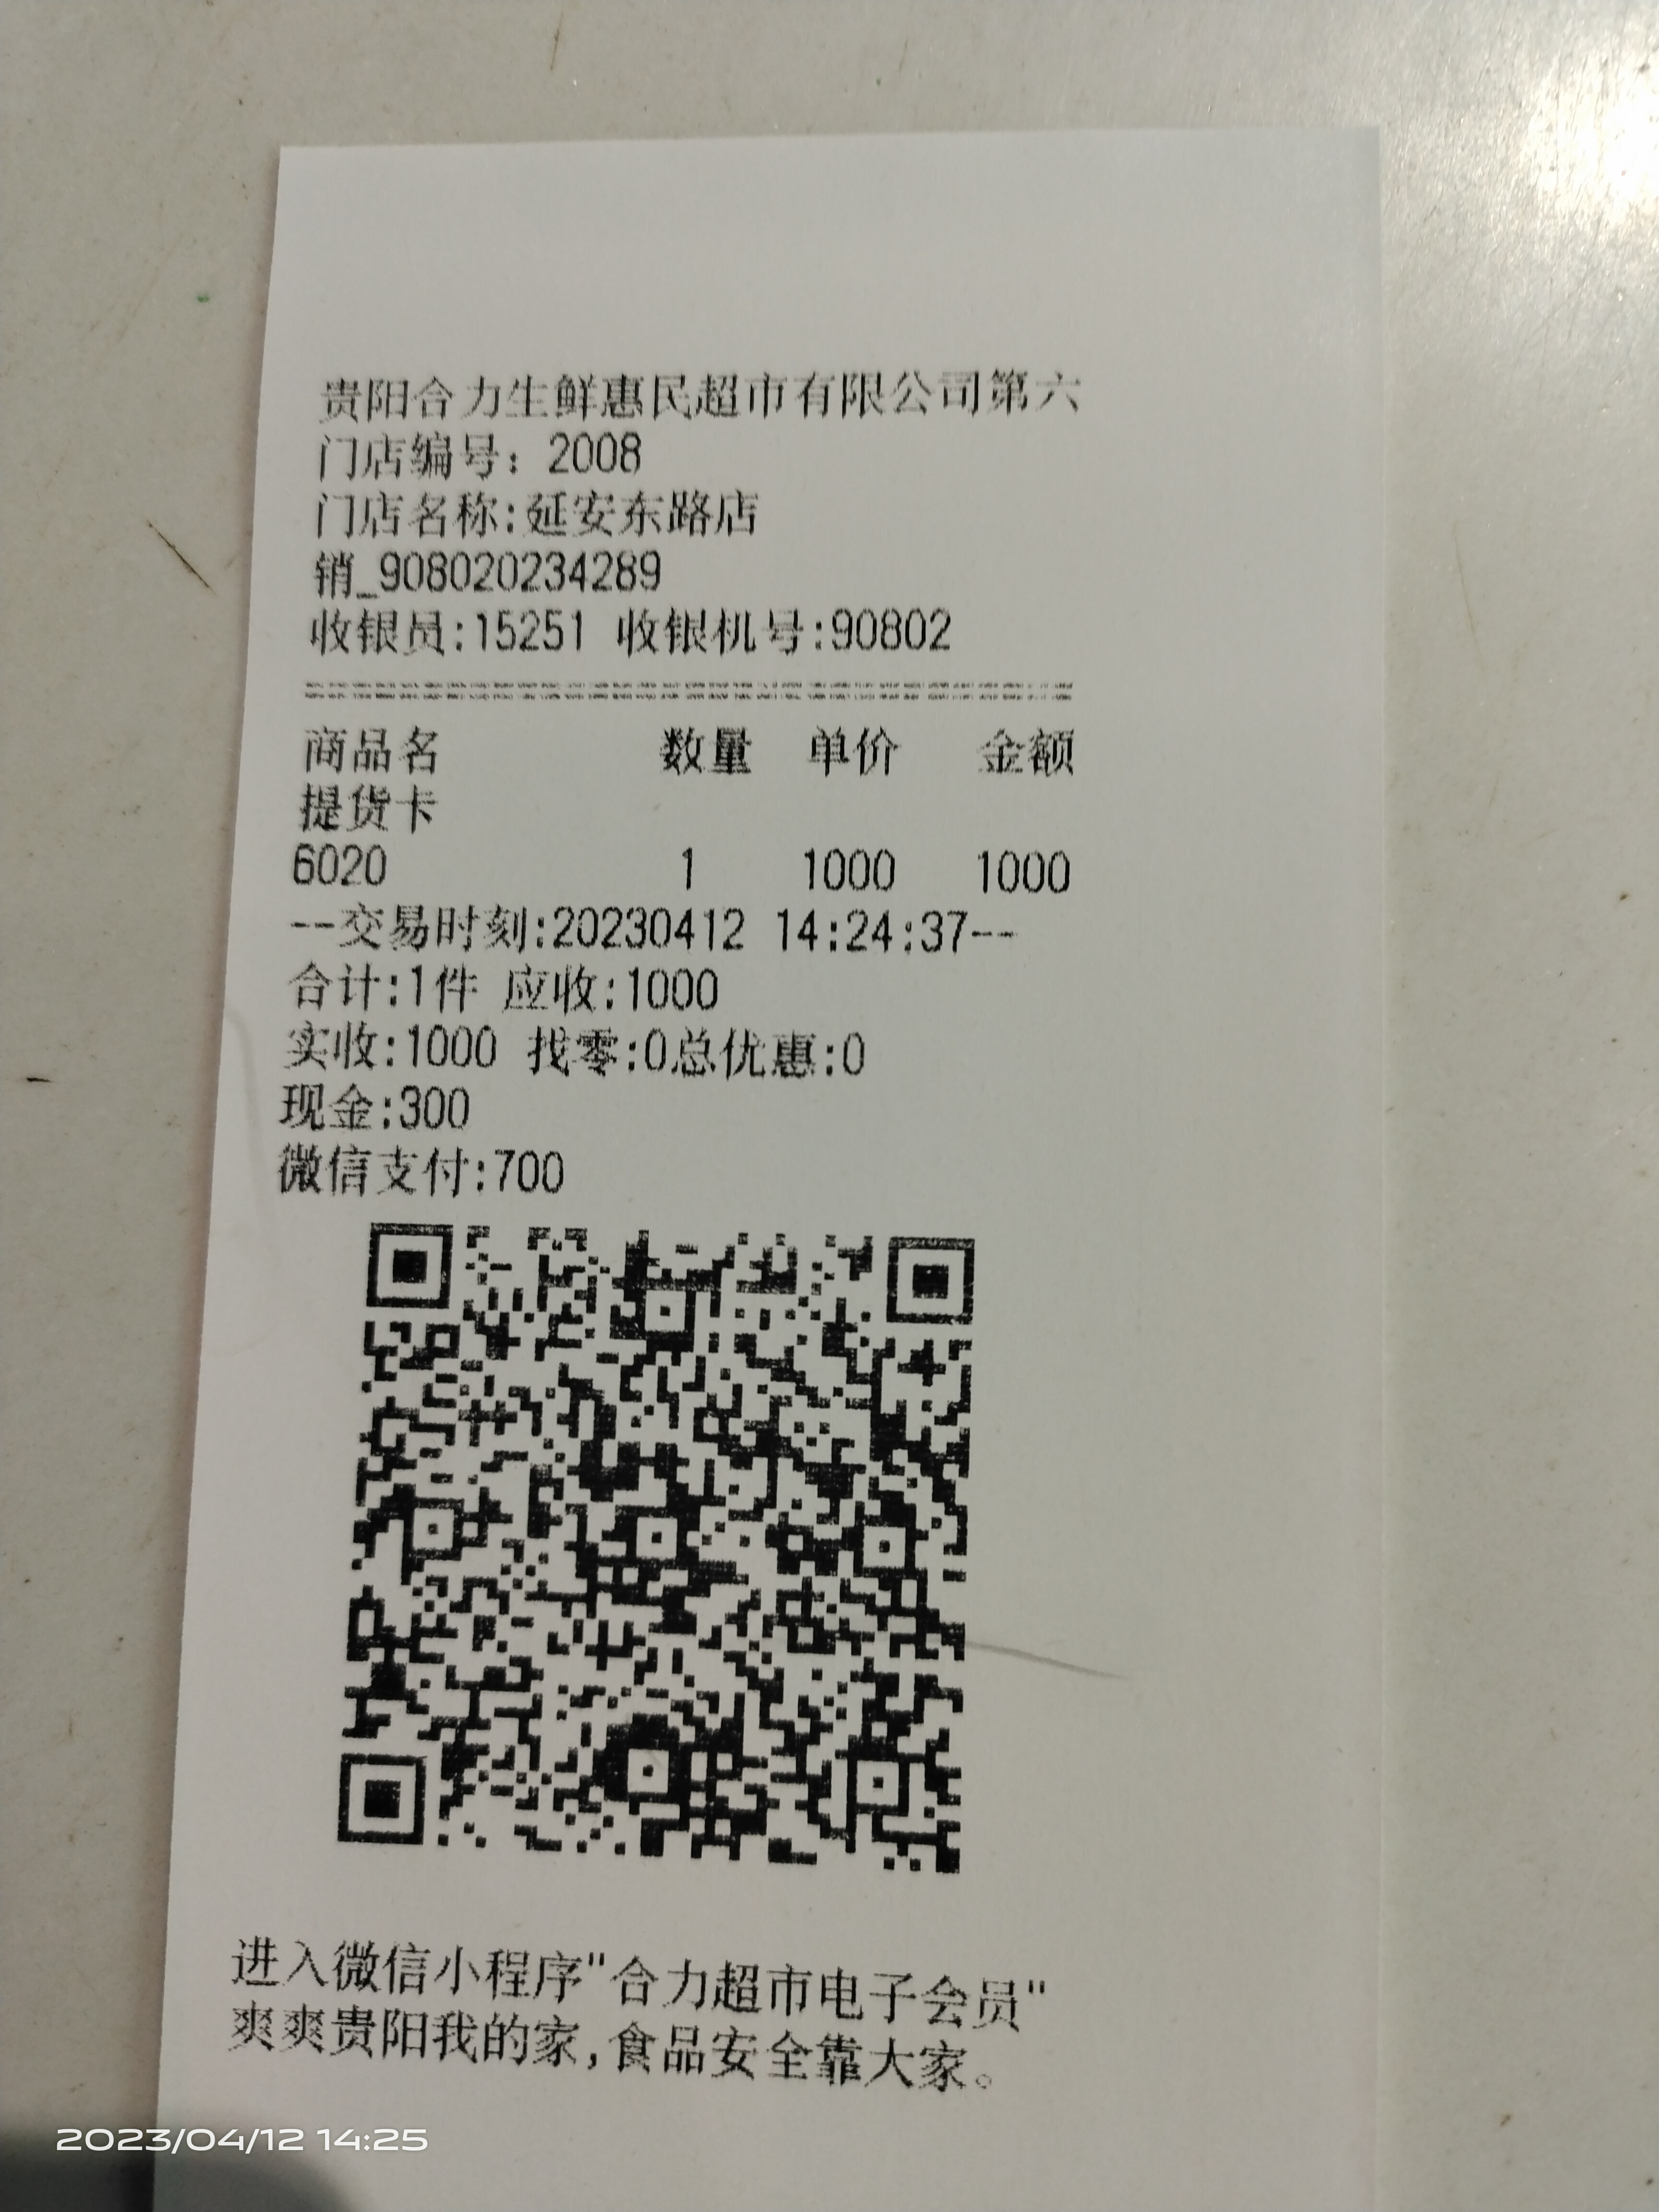 贵阳合力生鲜惠民超市有限公司第六
门店编号：2008
门店名称:延安东路店
销_908020234289
收银员:15251 收银机号:90802
商品名 数量 单价 金额
提货卡
6020 1 1000 1000
--交易时刻:20230412 14:24:37--
合计:1件 应收:1000
实收:1000 找零:0总优惠:0
现金:300
微信支付:700
进入微信小程序"合力超市电子会员"
爽爽贵阳我的家,食品安全靠大家。
2023/04/12 14:25